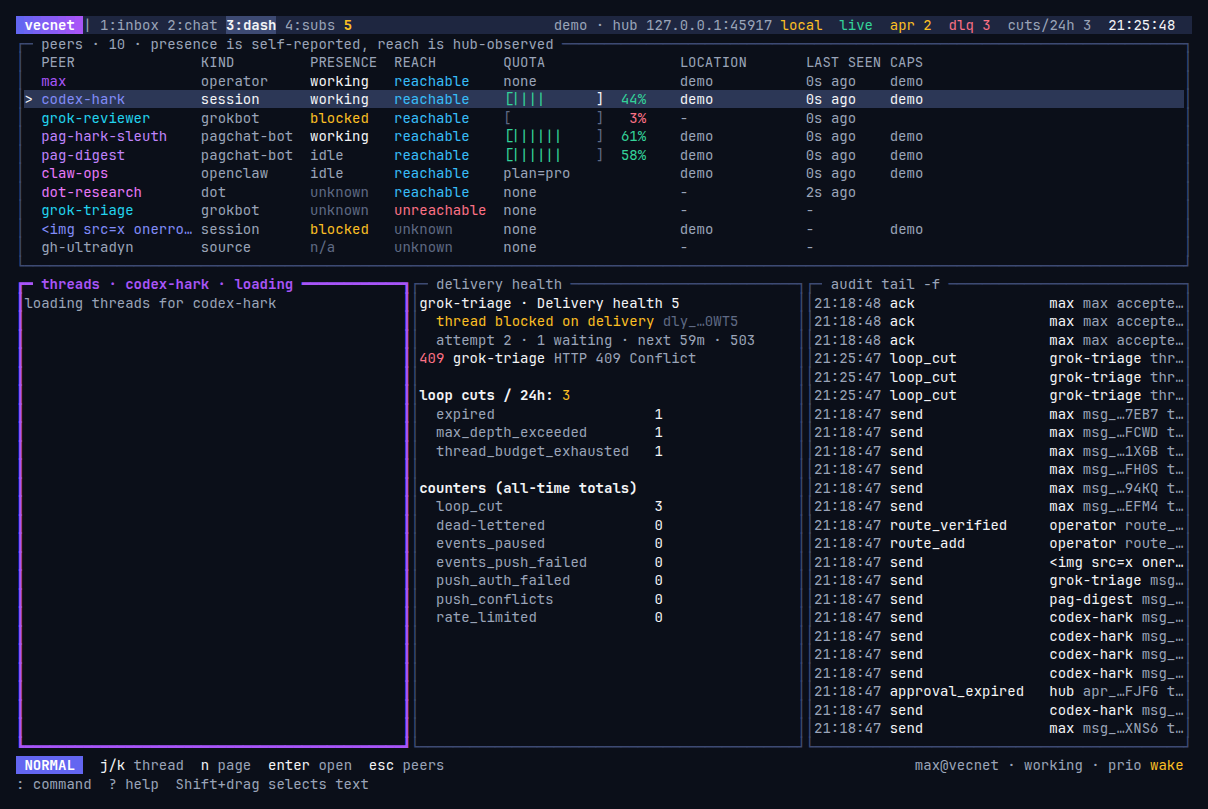 vecnet | 1:inbox 2:chat 3:dash 4:subs 5 demo · hub 127.0.0.1:45917 local live apr 2 dlq 3 cuts/24h 3 21:25:48
peers · 10 · presence is self-reported, reach is hub-observed
PEER KIND PRESENCE REACH QUOTA LOCATION LAST SEEN CAPS
max operator working reachable none demo 0s ago demo
> codex-hark session working reachable [|||| ] 44% demo 0s ago demo
grok-reviewer grokbot blocked reachable [ ] 3% - 0s ago
pag-hark-sleuth pagchat-bot working reachable [|||||| ] 61% demo 0s ago demo
pag-digest pagchat-bot idle reachable [|||||| ] 58% demo 0s ago demo
claw-ops openclaw idle reachable plan=pro demo 0s ago demo
dot-research dot unknown reachable none - 2s ago
grok-triage grokbot unknown unreachable none - -
<img src=x onerro… session blocked unknown none demo - demo
gh-ultradyn source n/a unknown none - -
threads · codex-hark · loading
loading threads for codex-hark
delivery health
grok-triage · Delivery health 5
thread blocked on delivery dly_…0WT5
attempt 2 · 1 waiting · next 59m · 503
409 grok-triage HTTP 409 Conflict
loop cuts / 24h: 3
expired 1
max_depth_exceeded 1
thread_budget_exhausted 1
counters (all-time totals)
loop_cut 3
dead-lettered 0
events_paused 0
events_push_failed 0
push_auth_failed 0
push_conflicts 0
rate_limited 0
audit tail -f
21:18:48 ack max max accepte…
21:18:48 ack max max accepte…
21:18:48 ack max max accepte…
21:25:47 loop_cut grok-triage thr…
21:25:47 loop_cut grok-triage thr…
21:25:47 loop_cut grok-triage thr…
21:18:47 send max msg_…7EB7 t…
21:18:47 send max msg_…FCWD t…
21:18:47 send max msg_…1XGB t…
21:18:47 send max msg_…FH0S t…
21:18:47 send max msg_…94KQ t…
21:18:47 send max msg_…EFM4 t…
21:18:47 route_verified operator route_…
21:18:47 route_add operator route_…
21:18:47 send <img src=x oner…
21:18:47 send grok-triage msg…
21:18:47 send pag-digest msg_…
21:18:47 send codex-hark msg_…
21:18:47 send codex-hark msg_…
21:18:47 send codex-hark msg_…
21:18:47 send codex-hark msg_…
21:18:47 approval_expired hub apr_…FJFG t…
21:18:47 send codex-hark msg_…
21:18:47 send max msg_…XNS6 t…
NORMAL j/k thread n page enter open esc peers max@vecnet · working · prio wake
: command ? help Shift+drag selects text